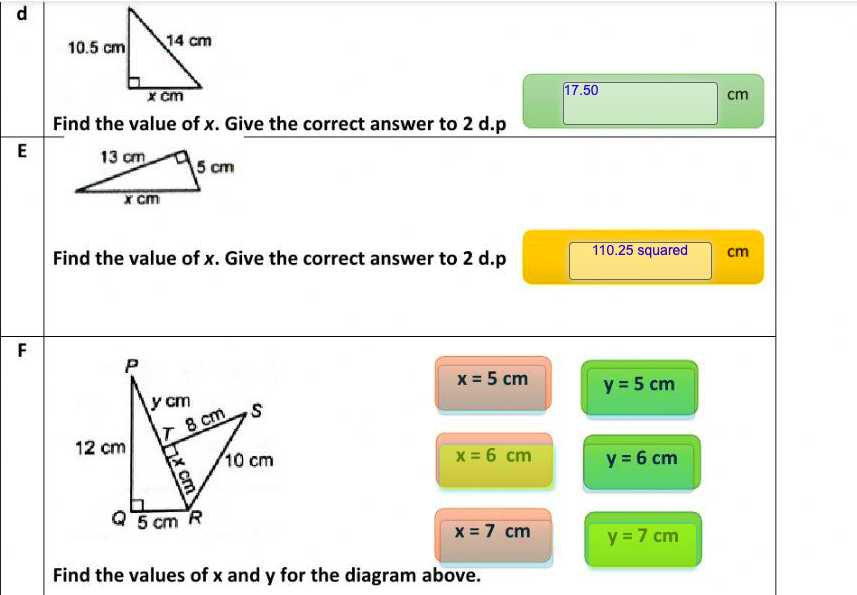 d
10.5 cm
14 cm
x cm
17.50
cm
Find the value of x. Give the correct answer to 2 d.p
E
13 cm
5 cm
x cm
110.25 squared
cm
Find the value of x. Give the correct answer to 2 d.p
F
P
y cm
8 cm
S
T
12 cm
x cm
10 cm
Q
5 cm
R
x = 5 cm
y = 5 cm
x = 6 cm
y = 6 cm
x = 7 cm
y = 7 cm
Find the values of x and y for the diagram above.